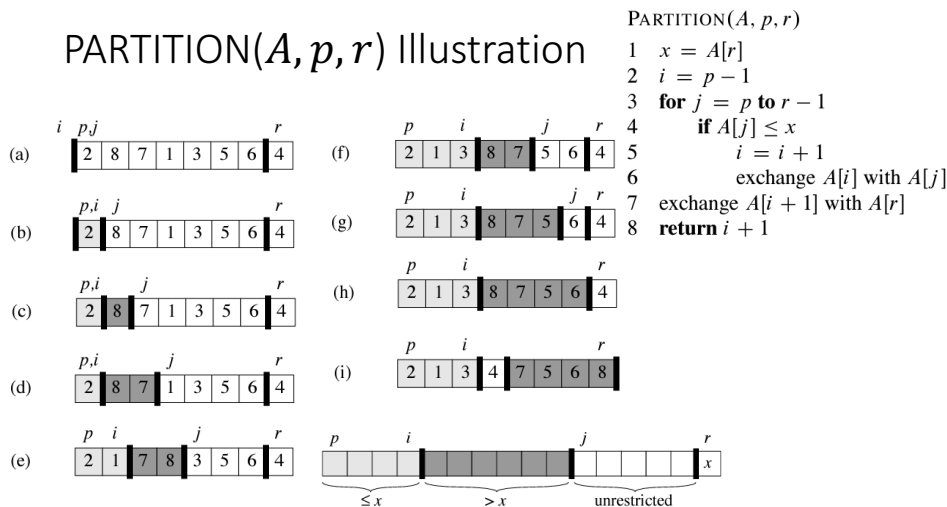 PARTITION(A, p, r) Illustration
PARTITION(A, p, r)
1 x = A[r]
2 i = p − 1
3 for j = p to r − 1
4 if A[j] ≤ x
5 i = i + 1
6 exchange A[i] with A[j]
7 exchange A[i + 1] with A[r]
8 return i + 1
i p,j r
(a) 2 8 7 1 3 5 6 4
p,i j r
(b) 2 8 7 1 3 5 6 4
p,i j r
(c) 2 8 7 1 3 5 6 4
p,i j r
(d) 2 8 7 1 3 5 6 4
p i j r
(e) 2 1 7 8 3 5 6 4
p i j r
(f) 2 1 3 8 7 5 6 4
p i j r
(g) 2 1 3 8 7 5 6 4
p i r
(h) 2 1 3 8 7 5 6 4
p i r
(i) 2 1 3 4 7 5 6 8
p i j r
x
≤ x > x unrestricted